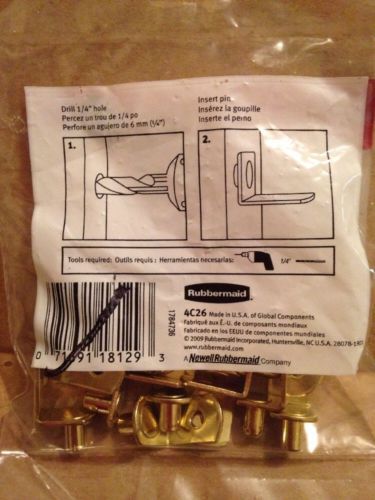 Drill 1/4" hole
Percez un trou de 1/4 po
Perfore un agujero de 6 mm (¼")
Insert pin
Insérez la goupille
Inserte el perno
1.
2.
Tools required: Outils requis: Herramientas necesarias:
1/4"
Rubbermaid
1784736
4C26 Made in U.S.A. of Global Components
Fabriqué aux É.-U. de composants mondiaux
Fabricado en los EEUU de componentes mundiales
© 2009 Rubbermaid Incorporated, Huntersville, NC U.S.A. 28078-180
www.rubbermaid.com
A NewellRubbermaid Company
0 71691 18129 3